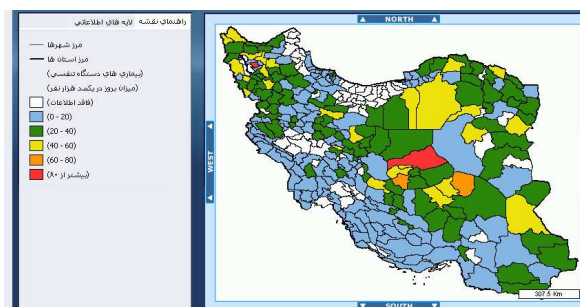 راهنمای نقشه
لایه های اطلاعاتی
مرز شهرها
مرز استان ها
(بیماری های دستگاه تنفسی)
(میزان بروز در یکصد هزار نفر)
(فاقد اطلاعات)
(0 - 20)
(20 - 40)
(40 - 60)
(60 - 80)
(بیشتر از ۸۰)
NORTH
WEST
SOUTH
387.5 Km